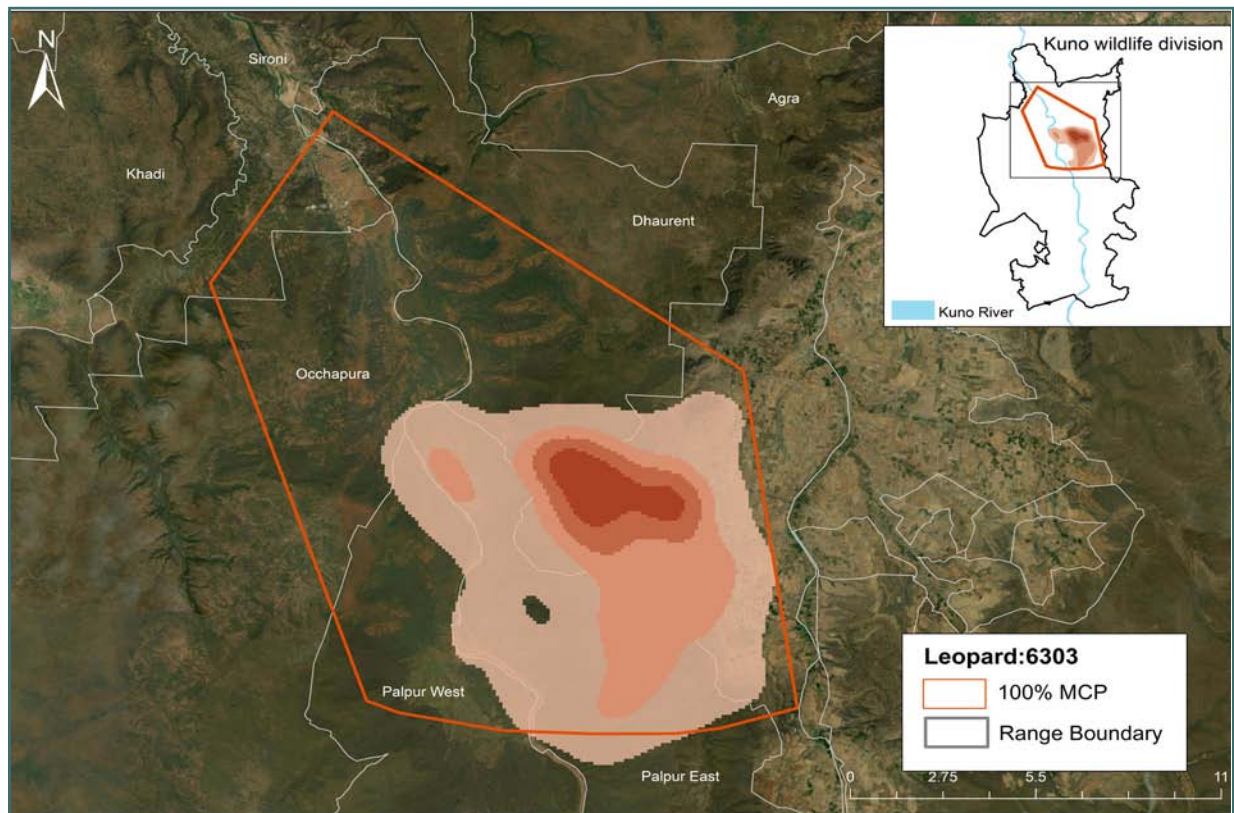 N
Sironi
Agra
Khadi
Dhaurent
Occhapura
Palpur West
Palpur East
Kuno wildlife division
Kuno River
Leopard:6303
100% MCP
Range Boundary
0 2.75 5.5 11